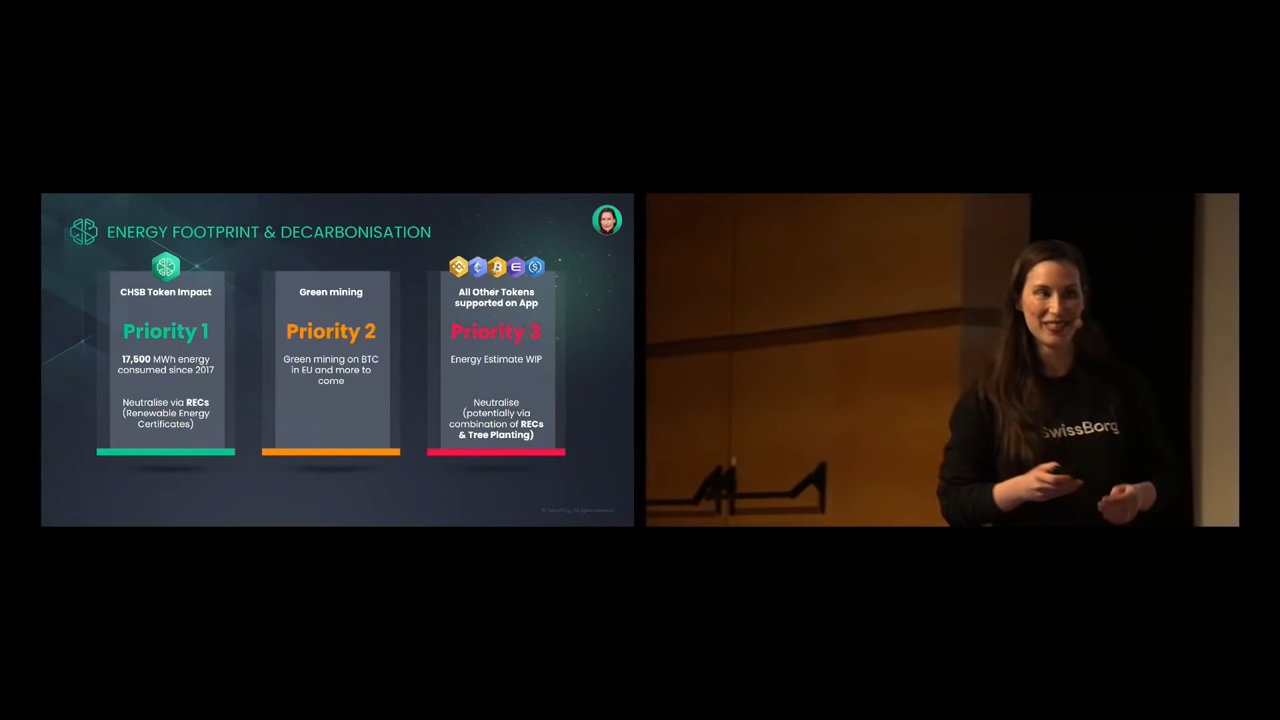 ENERGY FOOTPRINT & DECARBONISATION
CHSB Token Impact
Priority 1
17,500 MWh energy
consumed since 2017
Neutralise via RECs
(Renewable Energy
Certificates)
Green mining
Priority 2
Green mining on BTC
in EU and more to
come
All Other Tokens
supported on App
Priority 3
Energy Estimate WIP
Neutralise
(potentially via
combination of RECs
& Tree Planting)
SwissBorg